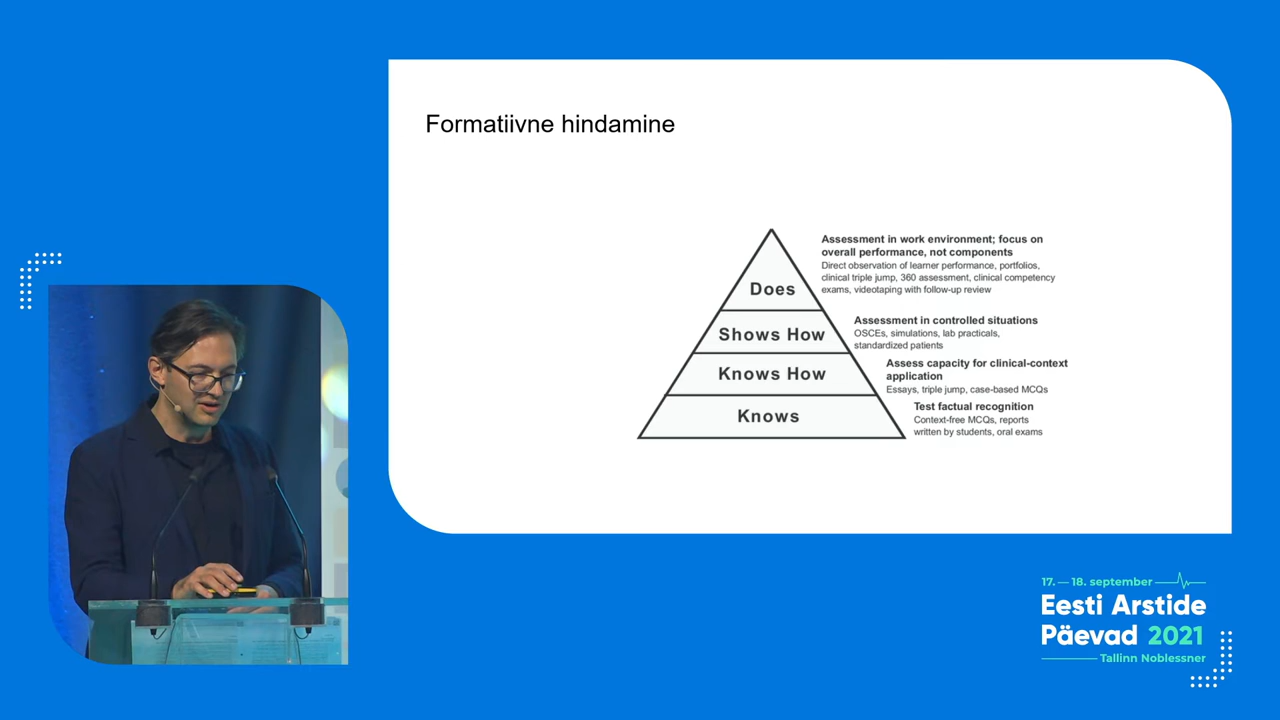 Formatiivne hindamine
Assessment in work environment; focus on
overall performance, not components
Direct observation of learner performance, portfolios,
clinical triple jump, 360 assessment, clinical competency
exams, videotaping with follow-up review
Does
Assessment in controlled situations
OSCEs, simulations, lab practicals,
standardized patients
Shows How
Assess capacity for clinical-context
application
Essays, triple jump, case-based MCQs
Knows How
Test factual recognition
Context-free MCQs, reports
written by students, oral exams
Knows
17. — 18. september
Eesti Arstide
Päevad 2021
Tallinn Noblessner